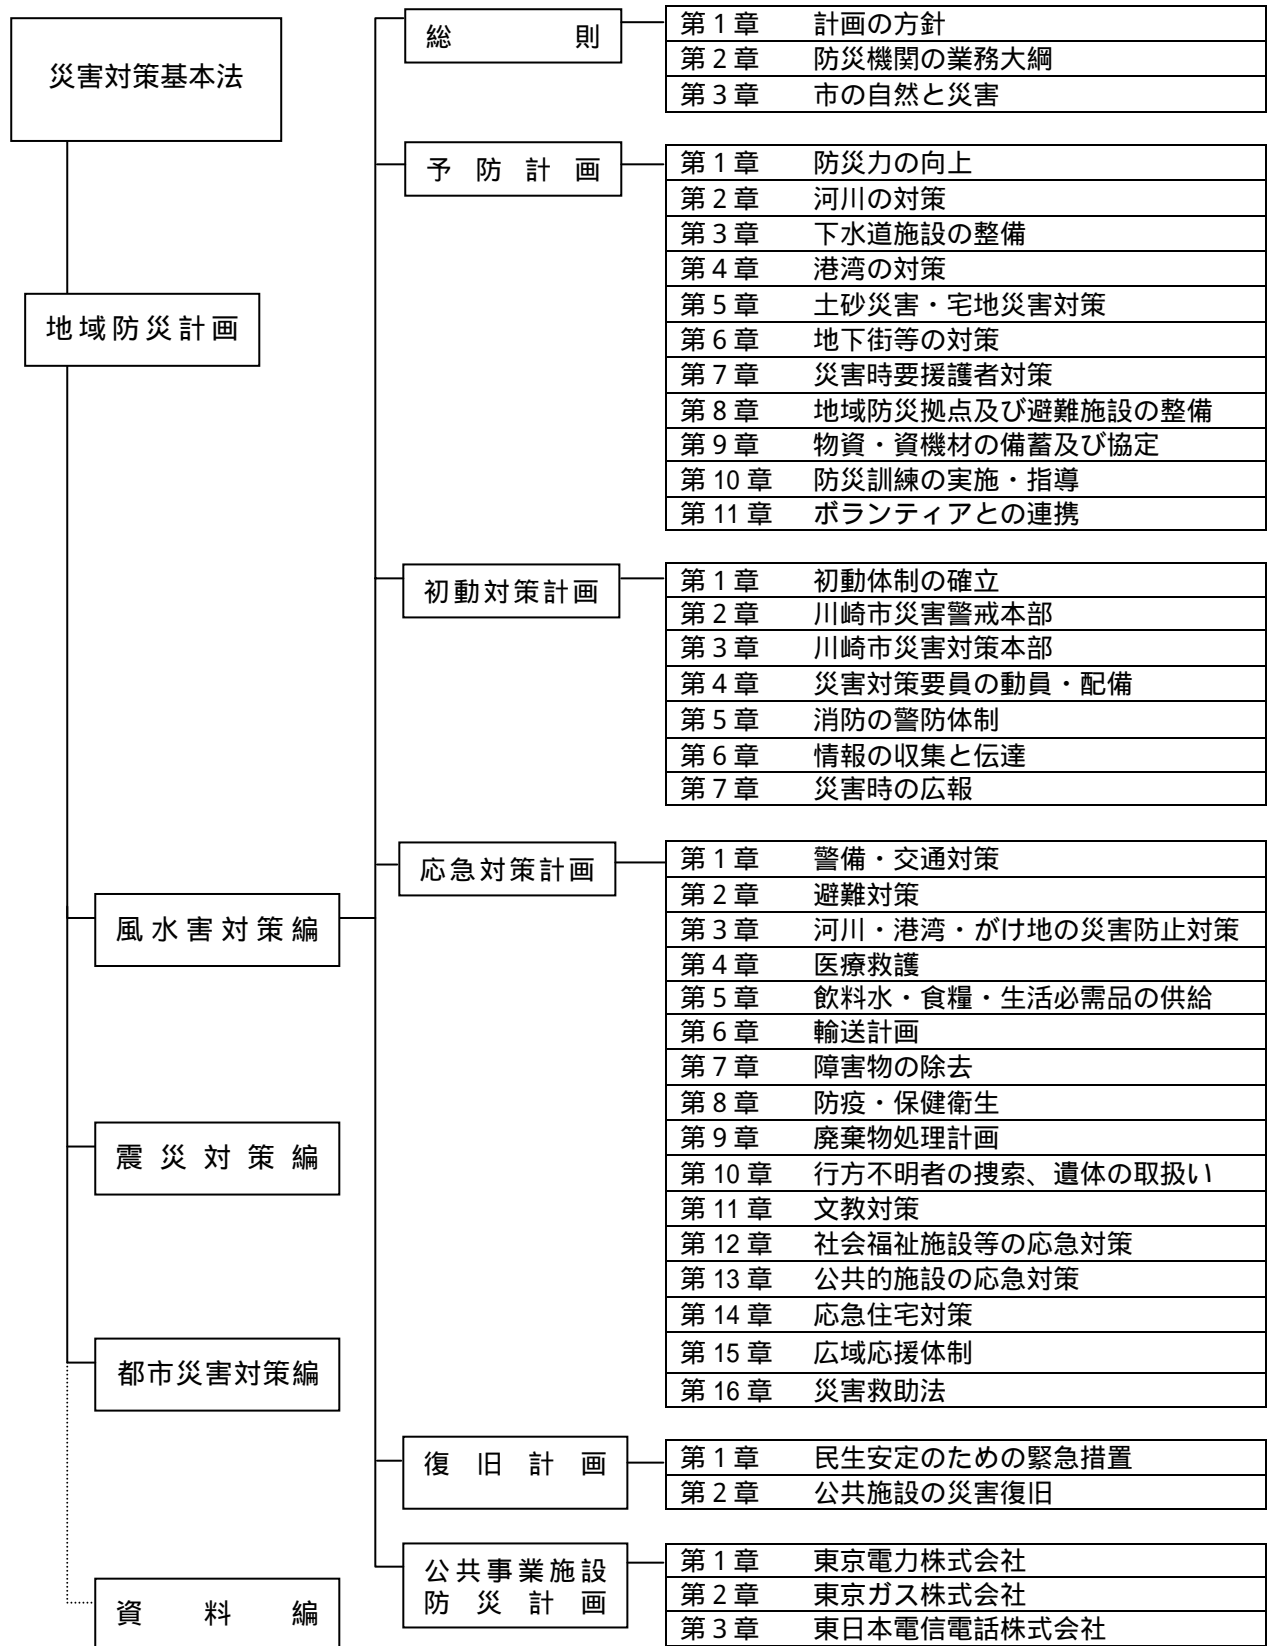 災害対策基本法
地域防災計画
風水害対策編
震災対策編
都市災害対策編
資料編
総則
第1章 計画の方針
第2章 防災機関の業務大綱
第3章 市の自然と災害
予防計画
第1章 防災力の向上
第2章 河川の対策
第3章 下水道施設の整備
第4章 港湾の対策
第5章 土砂災害・宅地災害対策
第6章 地下街等の対策
第7章 災害時要援護者対策
第8章 地域防災拠点及び避難施設の整備
第9章 物資・資機材の備蓄及び協定
第10章 防災訓練の実施・指導
第11章 ボランティアとの連携
初動対策計画
第1章 初動体制の確立
第2章 川崎市災害警戒本部
第3章 川崎市災害対策本部
第4章 災害対策要員の動員・配備
第5章 消防の警防体制
第6章 情報の収集と伝達
第7章 災害時の広報
応急対策計画
第1章 警備・交通対策
第2章 避難対策
第3章 河川・港湾・がけ地の災害防止対策
第4章 医療救護
第5章 飲料水・食糧・生活必需品の供給
第6章 輸送計画
第7章 障害物の除去
第8章 防疫・保健衛生
第9章 廃棄物処理計画
第10章 行方不明者の捜索、遺体の取扱い
第11章 文教対策
第12章 社会福祉施設等の応急対策
第13章 公共的施設の応急対策
第14章 応急住宅対策
第15章 広域応援体制
第16章 災害救助法
復旧計画
第1章 民生安定のための緊急措置
第2章 公共施設の災害復旧
公共事業施設
防災計画
第1章 東京電力株式会社
第2章 東京ガス株式会社
第3章 東日本電信電話株式会社